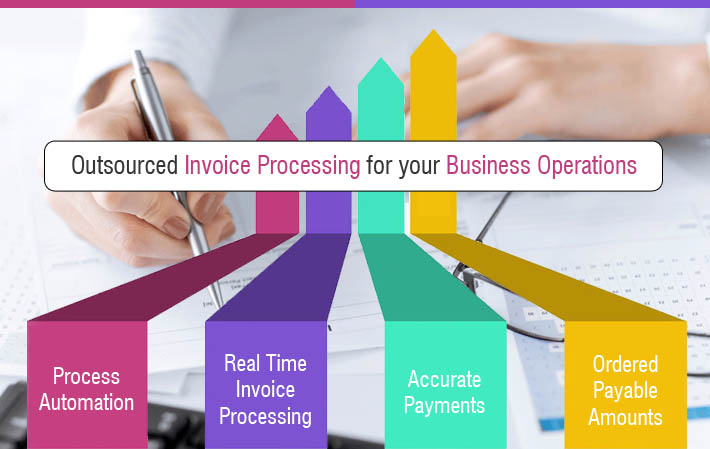 Outsourced Invoice Processing for your Business Operations
Process
Automation
Real Time
Invoice
Processing
Accurate
Payments
Ordered
Payable
Amounts